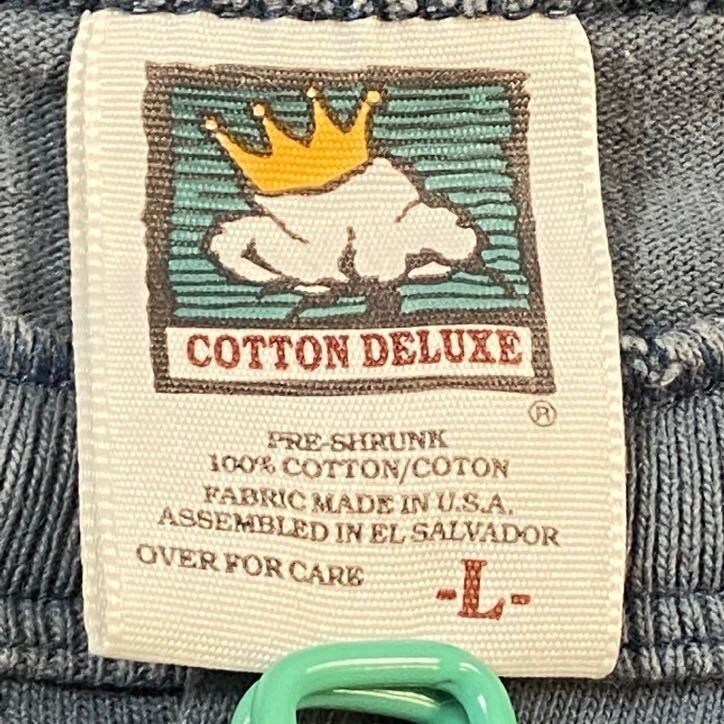 COTTON DELUXE
®
PRE-SHRUNK
100% COTTON/COTON
FABRIC MADE IN U.S.A.
ASSEMBLED IN EL SALVADOR
OVER FOR CARE
-L-